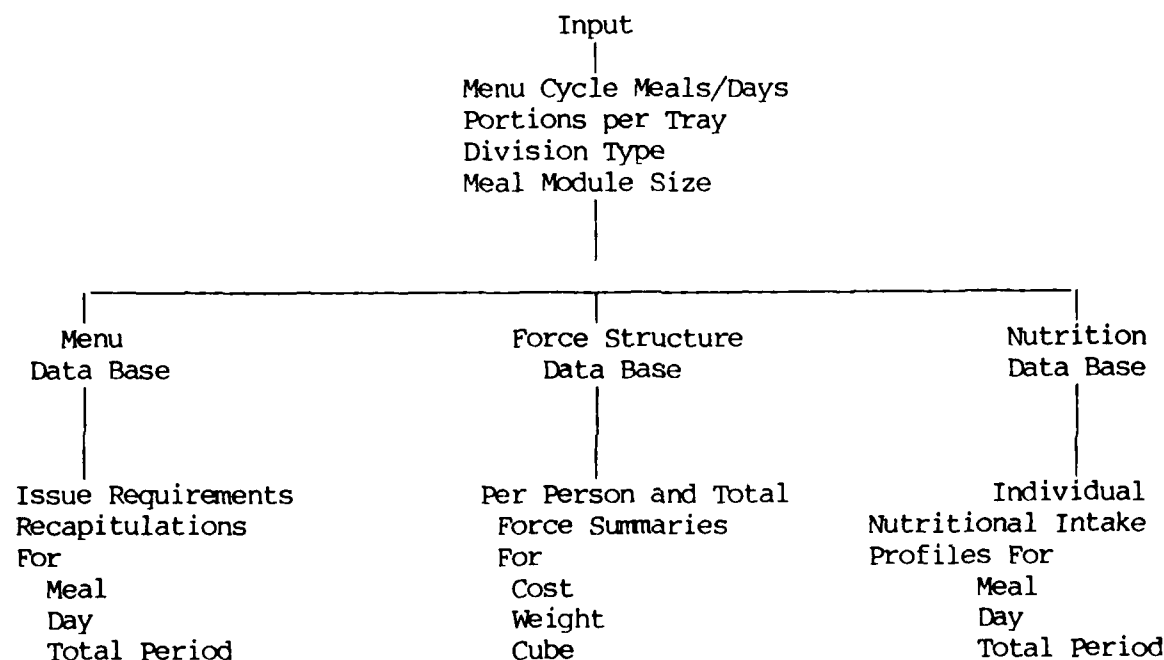 Input
Menu Cycle Meals/Days
Portions per Tray
Division Type
Meal Module Size
Menu
Data Base
Force Structure
Data Base
Nutrition
Data Base
Issue Requirements
Recapitulations
For
Meal
Day
Total Period
Per Person and Total
Force Summaries
For
Cost
Weight
Cube
Individual
Nutritional Intake
Profiles For
Meal
Day
Total Period